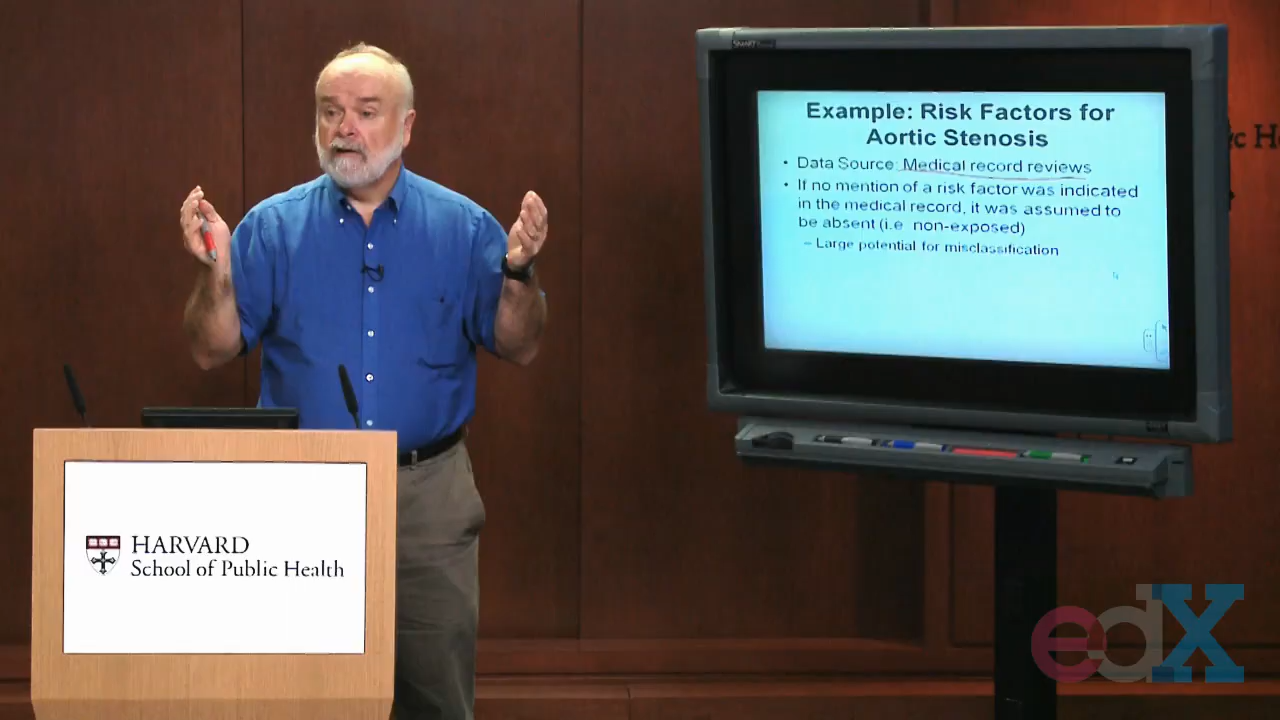 SMART
Example: Risk Factors for
Aortic Stenosis
• Data Source: Medical record reviews
• If no mention of a risk factor was indicated
in the medical record, it was assumed to
be absent (i.e non-exposed)
– Large potential for misclassification
c H
HARVARD
School of Public Health
edX